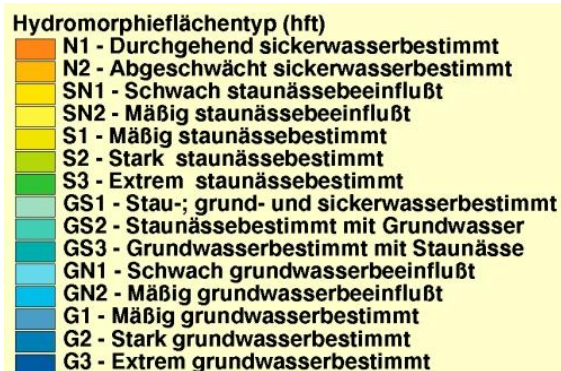 Hydromorphieflächentyp (hft)
N1 - Durchgehend sickerwasserbestimmt
N2 - Abgeschwächt sickerwasserbestimmt
SN1 - Schwach staunässebeeinflußt
SN2 - Mäßig staunässebeeinflußt
S1 - Mäßig staunässebestimmt
S2 - Stark staunässebestimmt
S3 - Extrem staunässebestimmt
GS1 - Stau-; grund- und sickerwasserbestimmt
GS2 - Staunässebestimmt mit Grundwasser
GS3 - Grundwasserbestimmt mit Staunässe
GN1 - Schwach grundwasserbeeinflußt
GN2 - Mäßig grundwasserbeeinflußt
G1 - Mäßig grundwasserbestimmt
G2 - Stark grundwasserbestimmt
G3 - Extrem grundwasserbestimmt